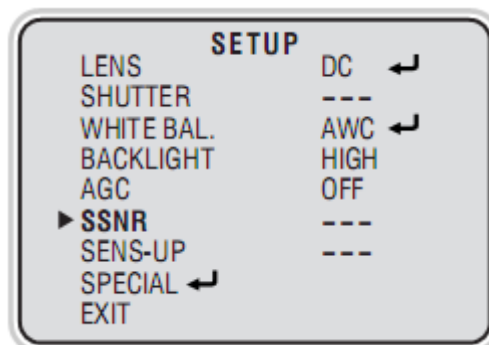 SETUP
LENS DC ↵
SHUTTER ---
WHITE BAL. AWC ↵
BACKLIGHT HIGH
AGC OFF
▶ SSNR ---
SENS-UP ---
SPECIAL ↵
EXIT